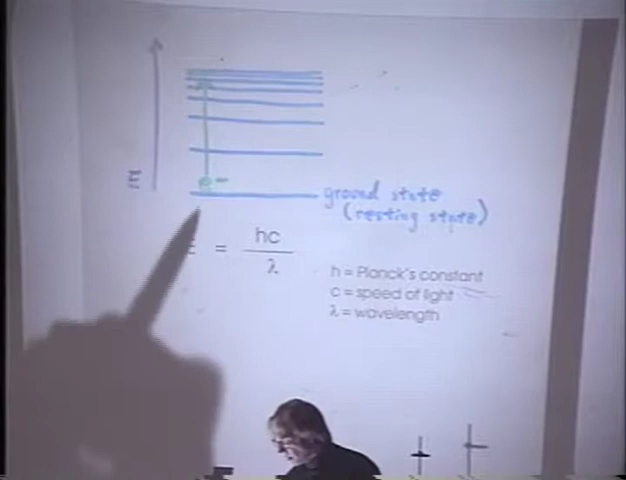 E
ground state
(resting state)
E = hc
λ
h = Planck's constant
c = speed of light
λ = wavelength